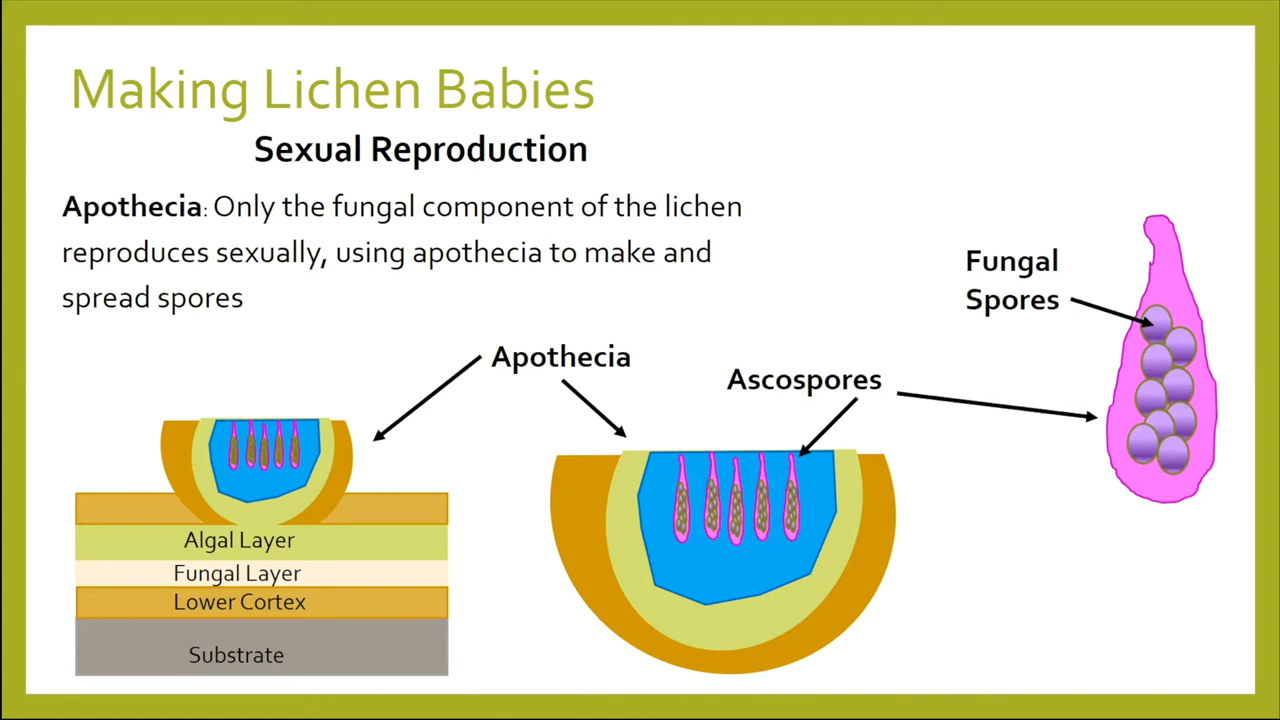 Making Lichen Babies
Sexual Reproduction
Apothecia: Only the fungal component of the lichen
reproduces sexually, using apothecia to make and
spread spores
Fungal
Spores
Apothecia
Ascospores
Algal Layer
Fungal Layer
Lower Cortex
Substrate